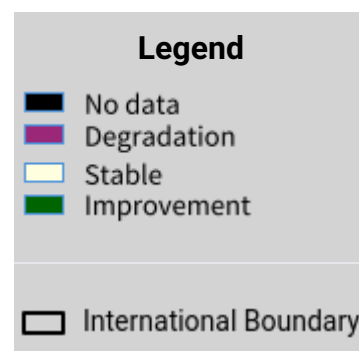 Legend
No data
Degradation
Stable
Improvement
International Boundary